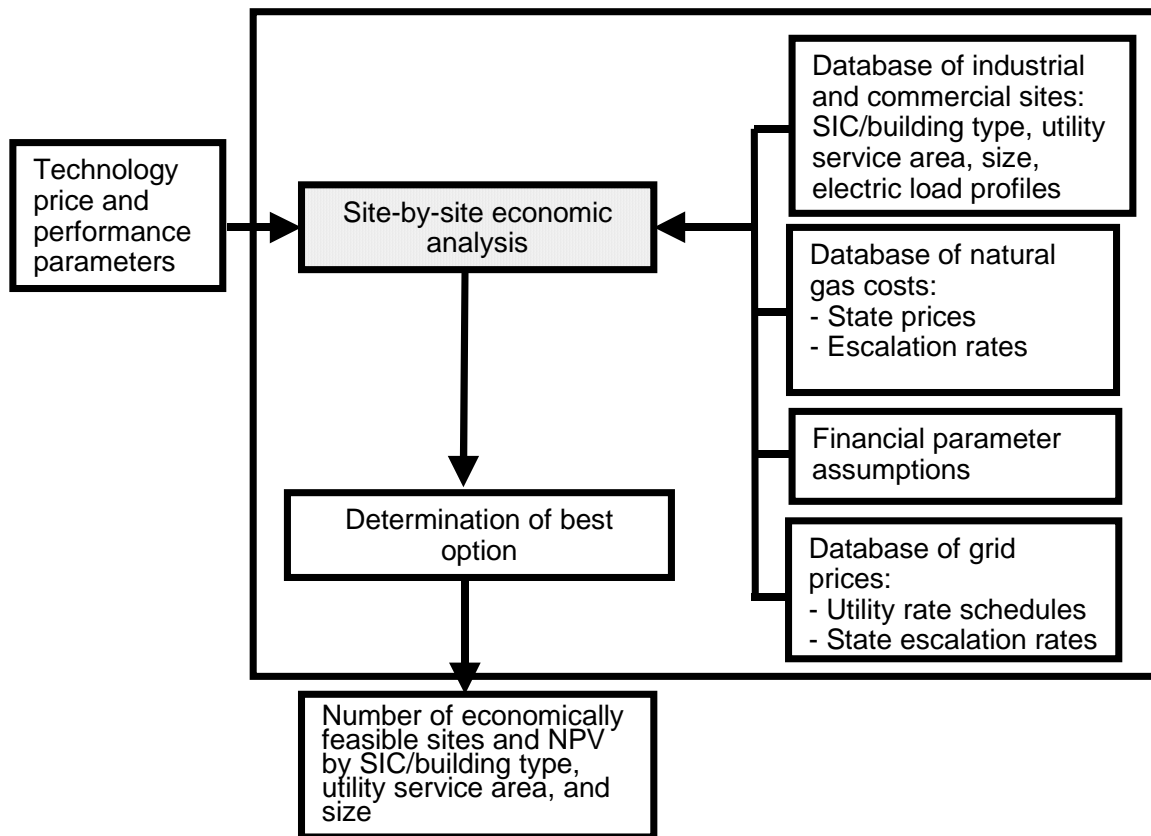 Technology
price and
performance
parameters
Site-by-site economic
analysis
Determination of best
option
Number of economically
feasible sites and NPV
by SIC/building type,
utility service area, and
size
Database of industrial
and commercial sites:
SIC/building type, utility
service area, size,
electric load profiles
Database of natural
gas costs:
- State prices
- Escalation rates
Financial parameter
assumptions
Database of grid
prices:
- Utility rate schedules
- State escalation rates